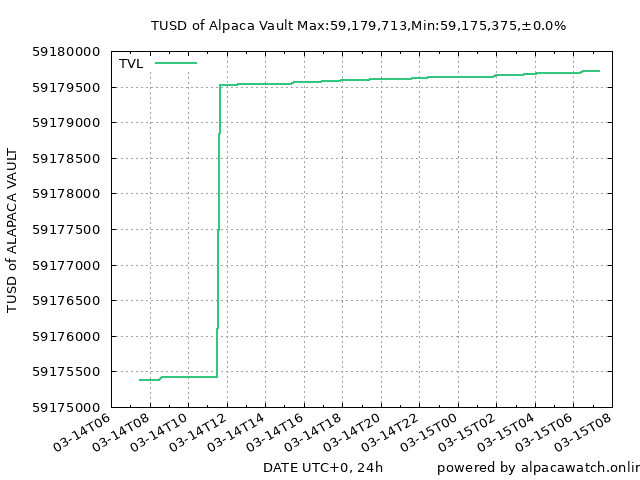 TUSD of Alpaca Vault Max:59,179,713,Min:59,175,375,±0.0%
TVL
59180000
59179500
59179000
59178500
59178000
59177500
59177000
59176500
59176000
59175500
59175000
TUSD of ALAPACA VAULT
03-14T06
03-14T08
03-14T10
03-14T12
03-14T14
03-14T16
03-14T18
03-14T20
03-14T22
03-15T00
03-15T02
03-15T04
03-15T06
03-15T08
DATE UTC+0, 24h
powered by alpacawatch.onlin